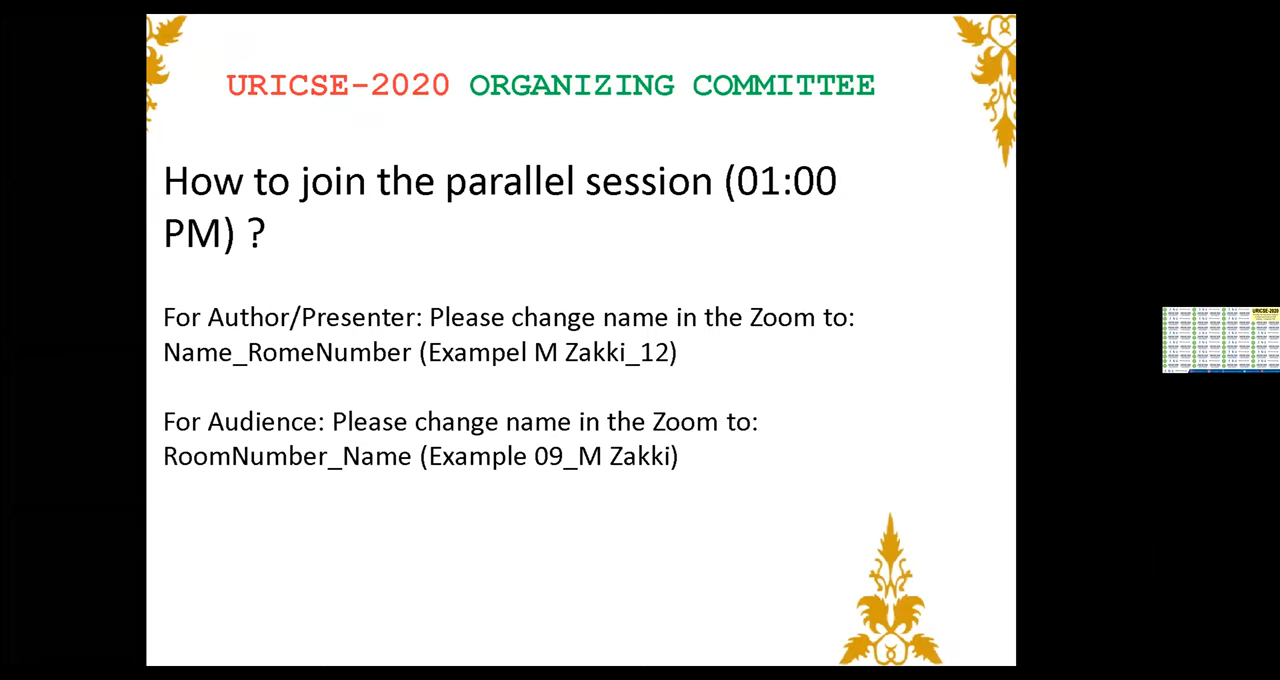 URICSE-2020 ORGANIZING COMMITTEE
How to join the parallel session (01:00
PM) ?
For Author/Presenter: Please change name in the Zoom to:
Name_RomeNumber (Exampel M Zakki_12)
For Audience: Please change name in the Zoom to:
RoomNumber_Name (Example 09_M Zakki)
URICSE-2020